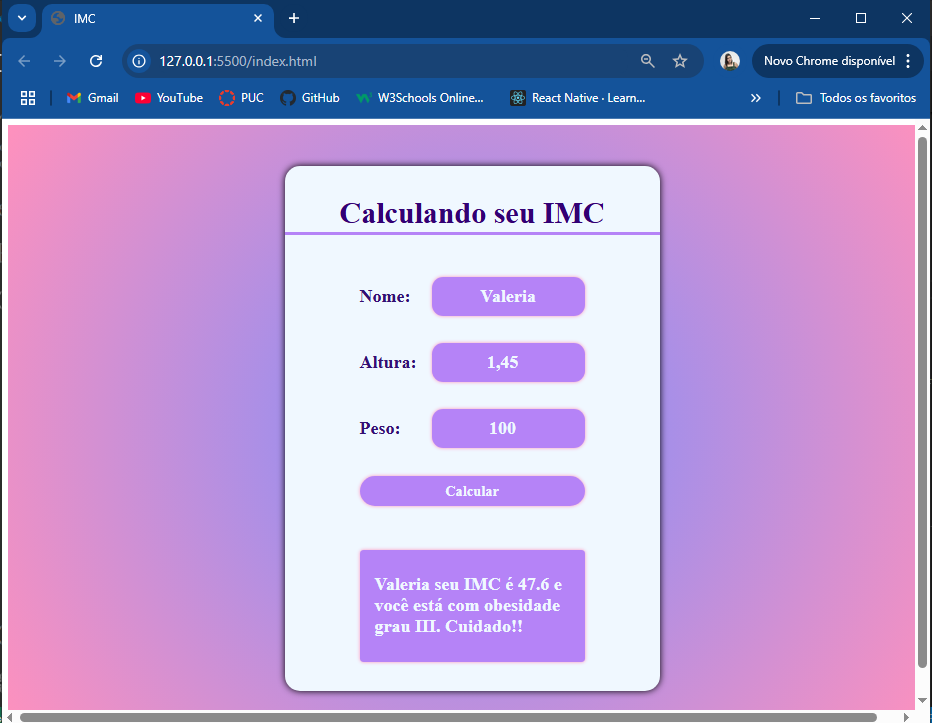 IMC
127.0.0.1:5500/index.html
Novo Chrome disponível
Gmail
YouTube
PUC
GitHub
W3Schools Online...
React Native · Learn...
Todos os favoritos
Calculando seu IMC
Nome: Valeria
Altura: 1,45
Peso: 100
Calcular
Valeria seu IMC é 47.6 e
você está com obesidade
grau III. Cuidado!!